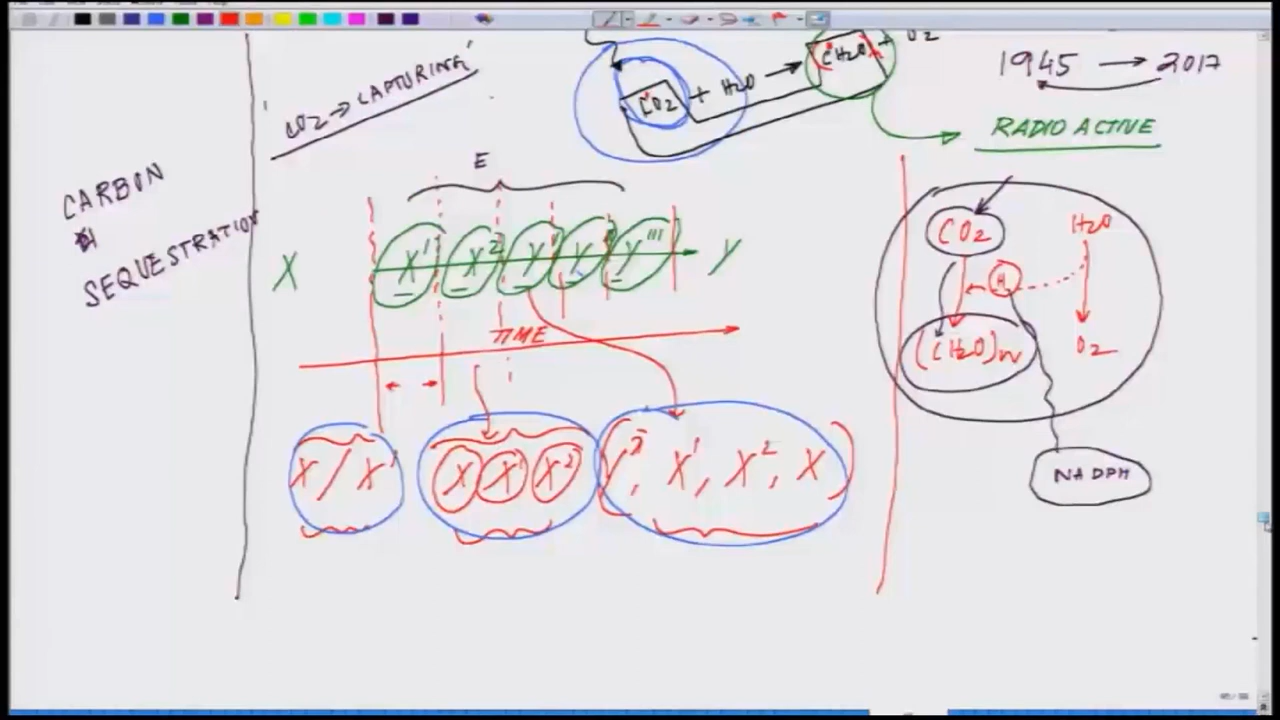 'CO2 → CAPTURING'
CARBON
SEQUESTRATION
CO2 + H2O → (CH2O)n + O2
1945 → 2017
RADIO ACTIVE
E
X X' X² Y' Y'' Y''' Y
TIME
X / X'
X X' X²
X', X², X
CO2 H2O
H
(CH2O)n O2
NADPH